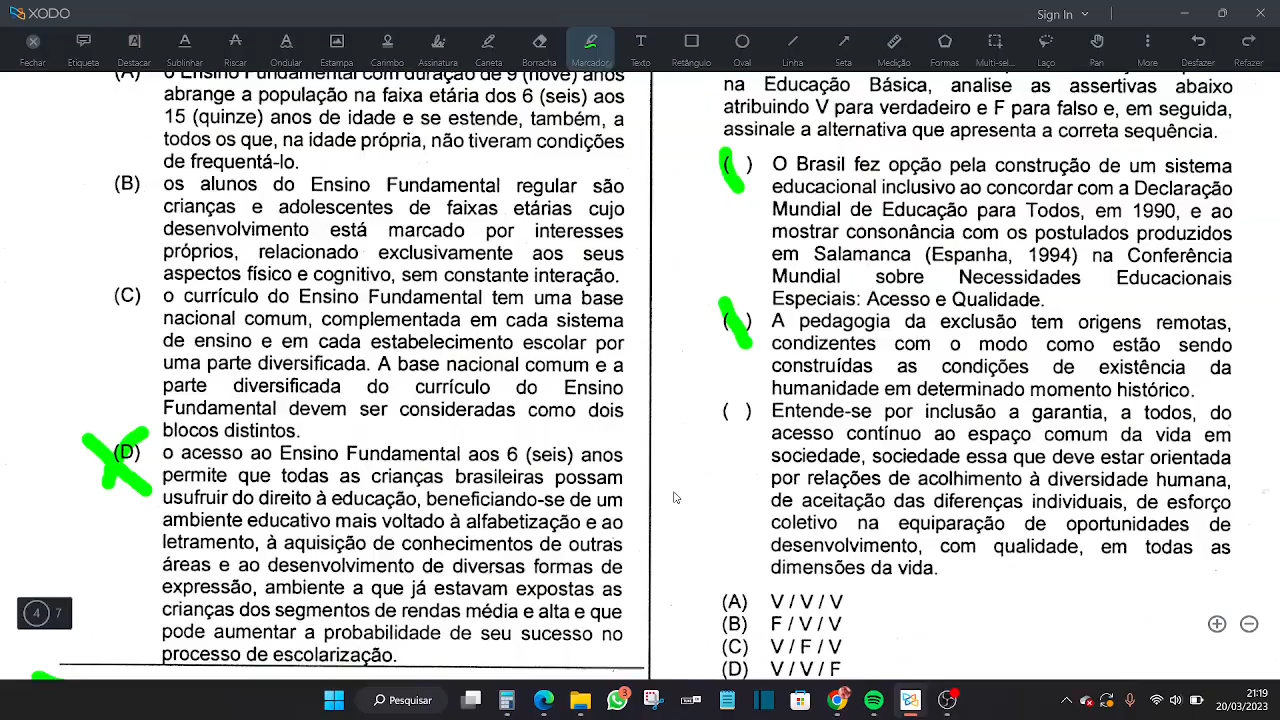 XODO
Sign In
Fechar
Etiqueta
Destacar
Sublinhar
Riscar
Ondular
Estampa
Carimbo
Assinatura
Caneta
Borracha
Marcador
Texto
Retângulo
Oval
Linha
Seta
Medição
Formas
Multi-sel...
Laço
Pan
More
Desfazer
Refazer
(A) o Ensino Fundamental com duração de 9 (nove) anos
abrange a população na faixa etária dos 6 (seis) aos
15 (quinze) anos de idade e se estende, também, a
todos os que, na idade própria, não tiveram condições
de frequentá-lo.
(B) os alunos do Ensino Fundamental regular são
crianças e adolescentes de faixas etárias cujo
desenvolvimento está marcado por interesses
próprios, relacionado exclusivamente aos seus
aspectos físico e cognitivo, sem constante interação.
(C) o currículo do Ensino Fundamental tem uma base
nacional comum, complementada em cada sistema
de ensino e em cada estabelecimento escolar por
uma parte diversificada. A base nacional comum e a
parte diversificada do currículo do Ensino
Fundamental devem ser consideradas como dois
blocos distintos.
(D) o acesso ao Ensino Fundamental aos 6 (seis) anos
permite que todas as crianças brasileiras possam
usufruir do direito à educação, beneficiando-se de um
ambiente educativo mais voltado à alfabetização e ao
letramento, à aquisição de conhecimentos de outras
áreas e ao desenvolvimento de diversas formas de
expressão, ambiente a que já estavam expostas as
crianças dos segmentos de rendas média e alta e que
pode aumentar a probabilidade de seu sucesso no
processo de escolarização.
na Educação Básica, analise as assertivas abaixo
atribuindo V para verdadeiro e F para falso e, em seguida,
assinale a alternativa que apresenta a correta sequência.
( ) O Brasil fez opção pela construção de um sistema
educacional inclusivo ao concordar com a Declaração
Mundial de Educação para Todos, em 1990, e ao
mostrar consonância com os postulados produzidos
em Salamanca (Espanha, 1994) na Conferência
Mundial sobre Necessidades Educacionais
Especiais: Acesso e Qualidade.
( ) A pedagogia da exclusão tem origens remotas,
condizentes com o modo como estão sendo
construídas as condições de existência da
humanidade em determinado momento histórico.
( ) Entende-se por inclusão a garantia, a todos, do
acesso contínuo ao espaço comum da vida em
sociedade, sociedade essa que deve estar orientada
por relações de acolhimento à diversidade humana,
de aceitação das diferenças individuais, de esforço
coletivo na equiparação de oportunidades de
desenvolvimento, com qualidade, em todas as
dimensões da vida.
(A) V / V / V
(B) F / V / V
(C) V / F / V
(D) V / V / F
4 7
Pesquisar
3
21:19
20/03/2023